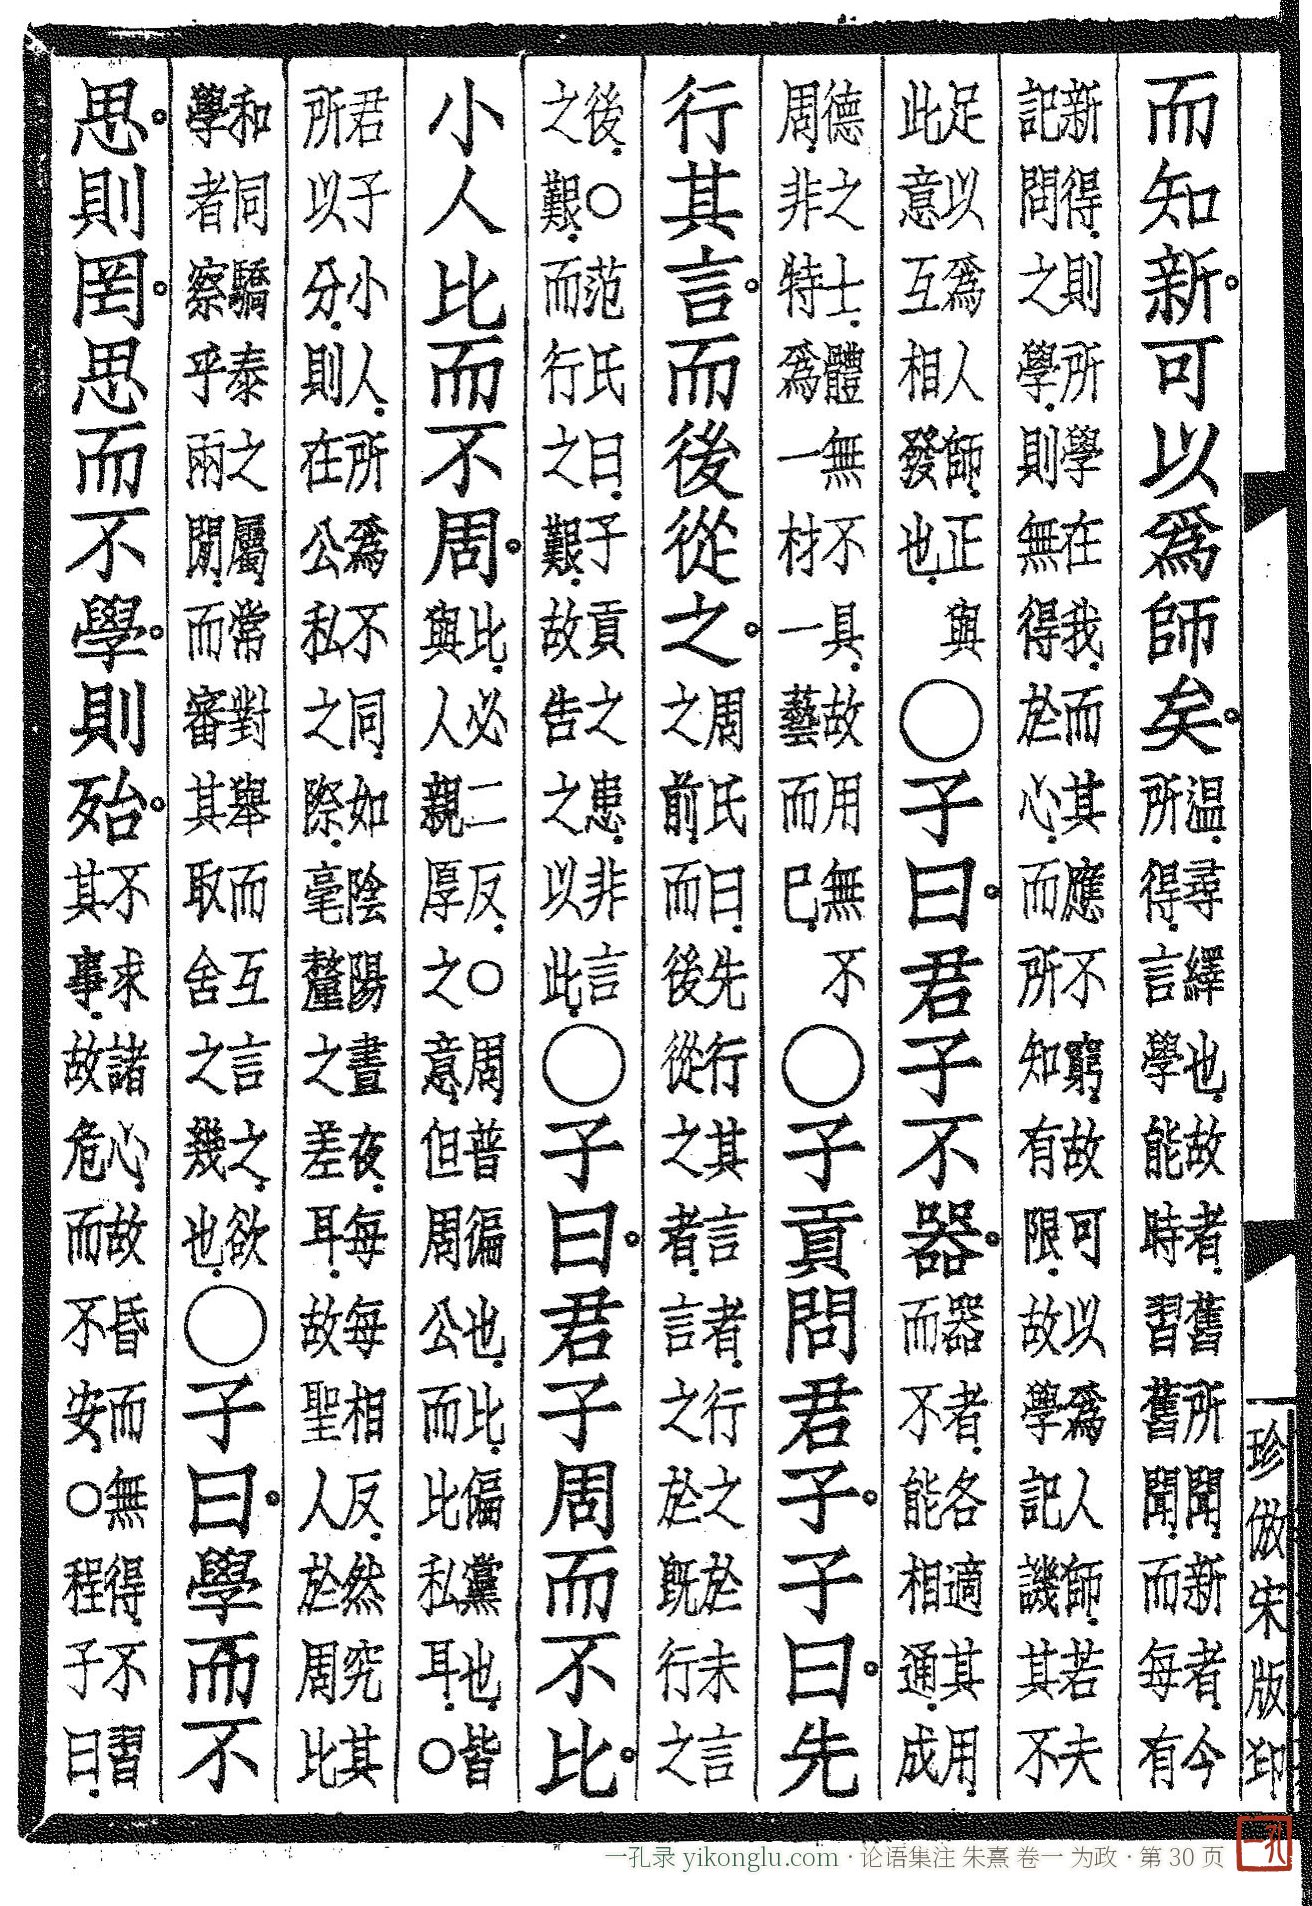 而知新。可以爲師矣。温.尋繹也.故者.舊所聞.新者.今
所得.言學能時習舊聞.而每有
新得.則所學在我.而其應不窮.故可以爲人師.若夫
記問之學.則無得於心.而所知有限.故學記譏其不
足以爲人師.正與
此意互相發也.
○子曰。君子不器。器者.各適其用.
而不能相通.成
德之士.體無不具.故用無不
周.非特爲一材一藝而已.
○子貢問君子。子曰。先
行其言。而後從之。周氏曰.先行其言者.行之於未言
之前.而後從之者.言之於既行之
後.○范氏曰.子貢之患.非言
之艱.而行之艱.故告之以此.
○子曰。君子周而不比。
小人比而不周。比.必二反.○周普徧也.比.偏黨也.皆
與人親厚之意.但周公而比私耳.○
君子小人.所爲不同.如陰陽晝夜.每每相反.然究其
所以分.則在公私之際.毫釐之差耳.故聖人於周比
和同驕泰之屬.常對舉而互言之.欲
學者察乎兩閒.而審其取舍之幾也.
○子曰。學而不
思。則罔。思而不學。則殆。不求諸心.故昏而無得.不習
其事.故危而不安.○程子曰.
珍倣宋版印
一孔录 yikonglu.com · 论语集注 朱熹 卷一 为政 · 第 30 页
一孔